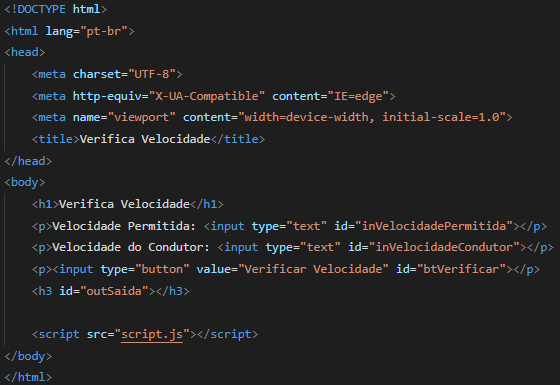 <!DOCTYPE html>
<html lang="pt-br">
<head>
    <meta charset="UTF-8">
    <meta http-equiv="X-UA-Compatible" content="IE=edge">
    <meta name="viewport" content="width=device-width, initial-scale=1.0">
    <title>Verifica Velocidade</title>
</head>
<body>
    <h1>Verifica Velocidade</h1>
    <p>Velocidade Permitida: <input type="text" id="inVelocidadePermitida"></p>
    <p>Velocidade do Condutor: <input type="text" id="inVelocidadeCondutor"></p>
    <p><input type="button" value="Verificar Velocidade" id="btVerificar"></p>
    <h3 id="outSaida"></h3>

    <script src="script.js"></script>
</body>
</html>